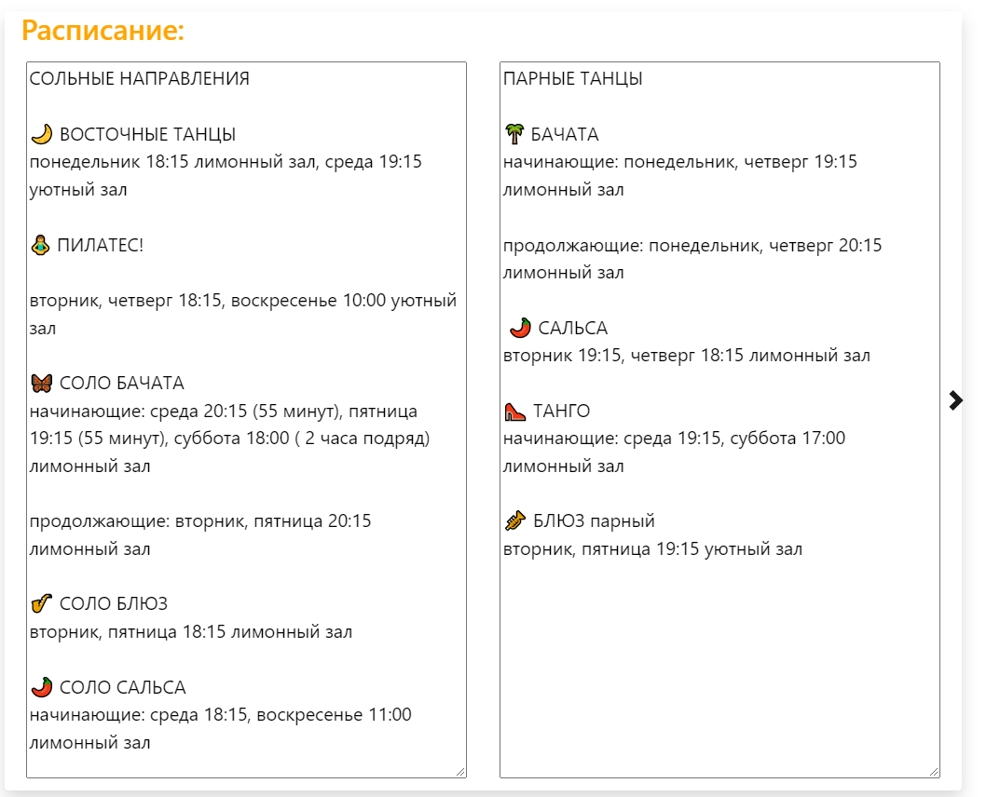 Расписание:
СОЛЬНЫЕ НАПРАВЛЕНИЯ
🌙 ВОСТОЧНЫЕ ТАНЦЫ
понедельник 18:15 лимонный зал, среда 19:15
уютный зал
🧘 ПИЛАТЕС!
вторник, четверг 18:15, воскресенье 10:00 уютный
зал
🦋 СОЛО БАЧАТА
начинающие: среда 20:15 (55 минут), пятница
19:15 (55 минут), суббота 18:00 ( 2 часа подряд)
лимонный зал
продолжающие: вторник, пятница 20:15
лимонный зал
🎷 СОЛО БЛЮЗ
вторник, пятница 18:15 лимонный зал
🌶 СОЛО САЛЬСА
начинающие: среда 18:15, воскресенье 11:00
лимонный зал
ПАРНЫЕ ТАНЦЫ
🌴 БАЧАТА
начинающие: понедельник, четверг 19:15
лимонный зал
продолжающие: понедельник, четверг 20:15
лимонный зал
🌶 САЛЬСА
вторник 19:15, четверг 18:15 лимонный зал
👠 ТАНГО
начинающие: среда 19:15, суббота 17:00
лимонный зал
🎺 БЛЮЗ парный
вторник, пятница 19:15 уютный зал